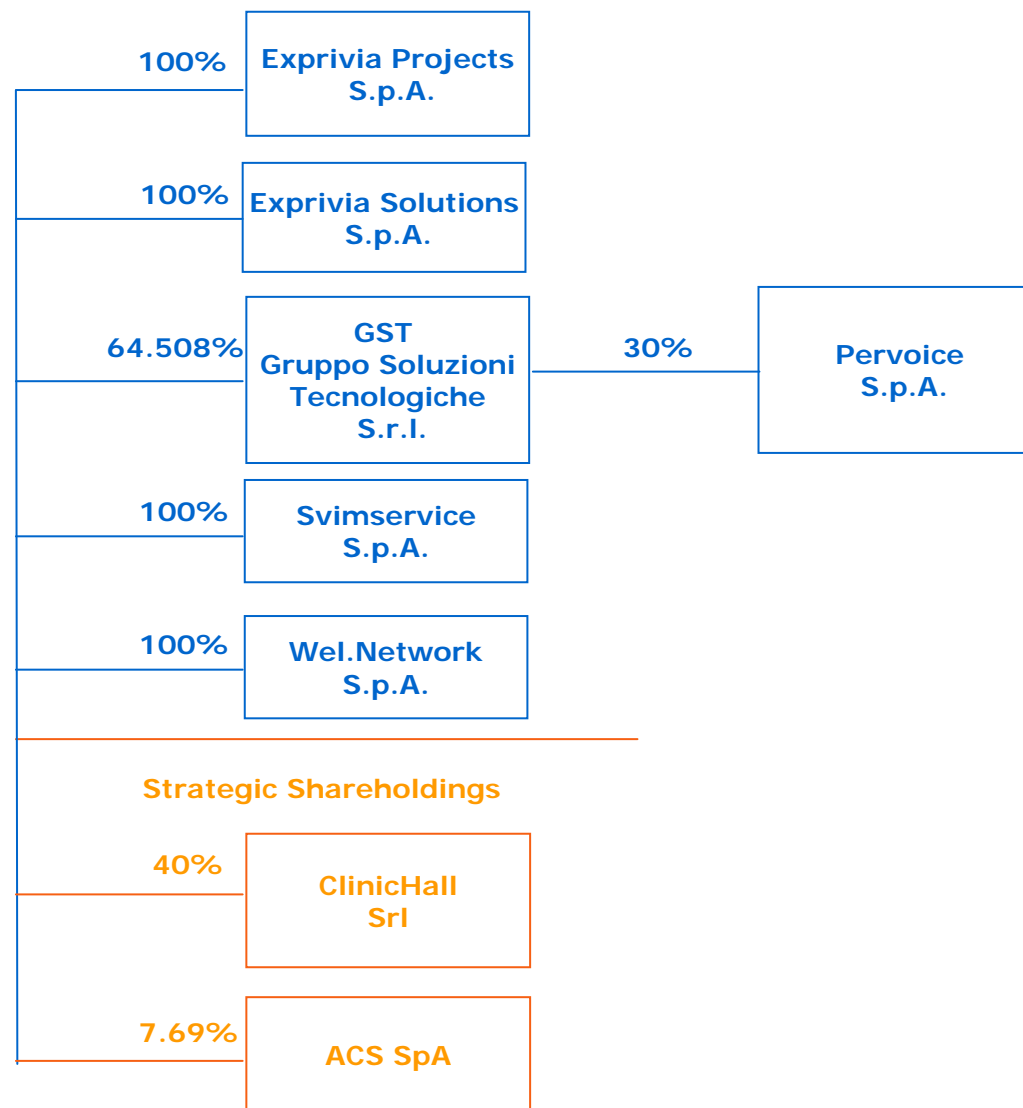 100%
Exprivia Projects
S.p.A.
100%
Exprivia Solutions
S.p.A.
64.508%
GST
Gruppo Soluzioni
Tecnologiche
S.r.l.
30%
Pervoice
S.p.A.
100%
Svimservice
S.p.A.
100%
Wel.Network
S.p.A.
Strategic Shareholdings
40%
ClinicHall
Srl
7.69%
ACS SpA